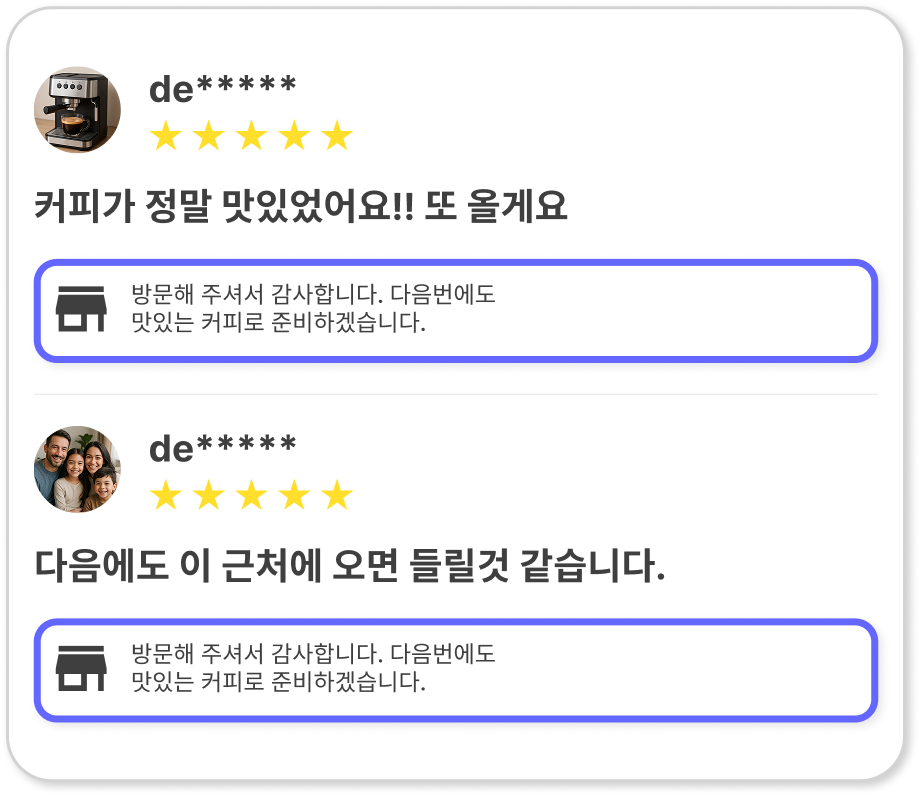 de*****
커피가 정말 맛있었어요!! 또 올게요
방문해 주셔서 감사합니다. 다음번에도
맛있는 커피로 준비하겠습니다.
de*****
다음에도 이 근처에 오면 들릴것 같습니다.
방문해 주셔서 감사합니다. 다음번에도
맛있는 커피로 준비하겠습니다.